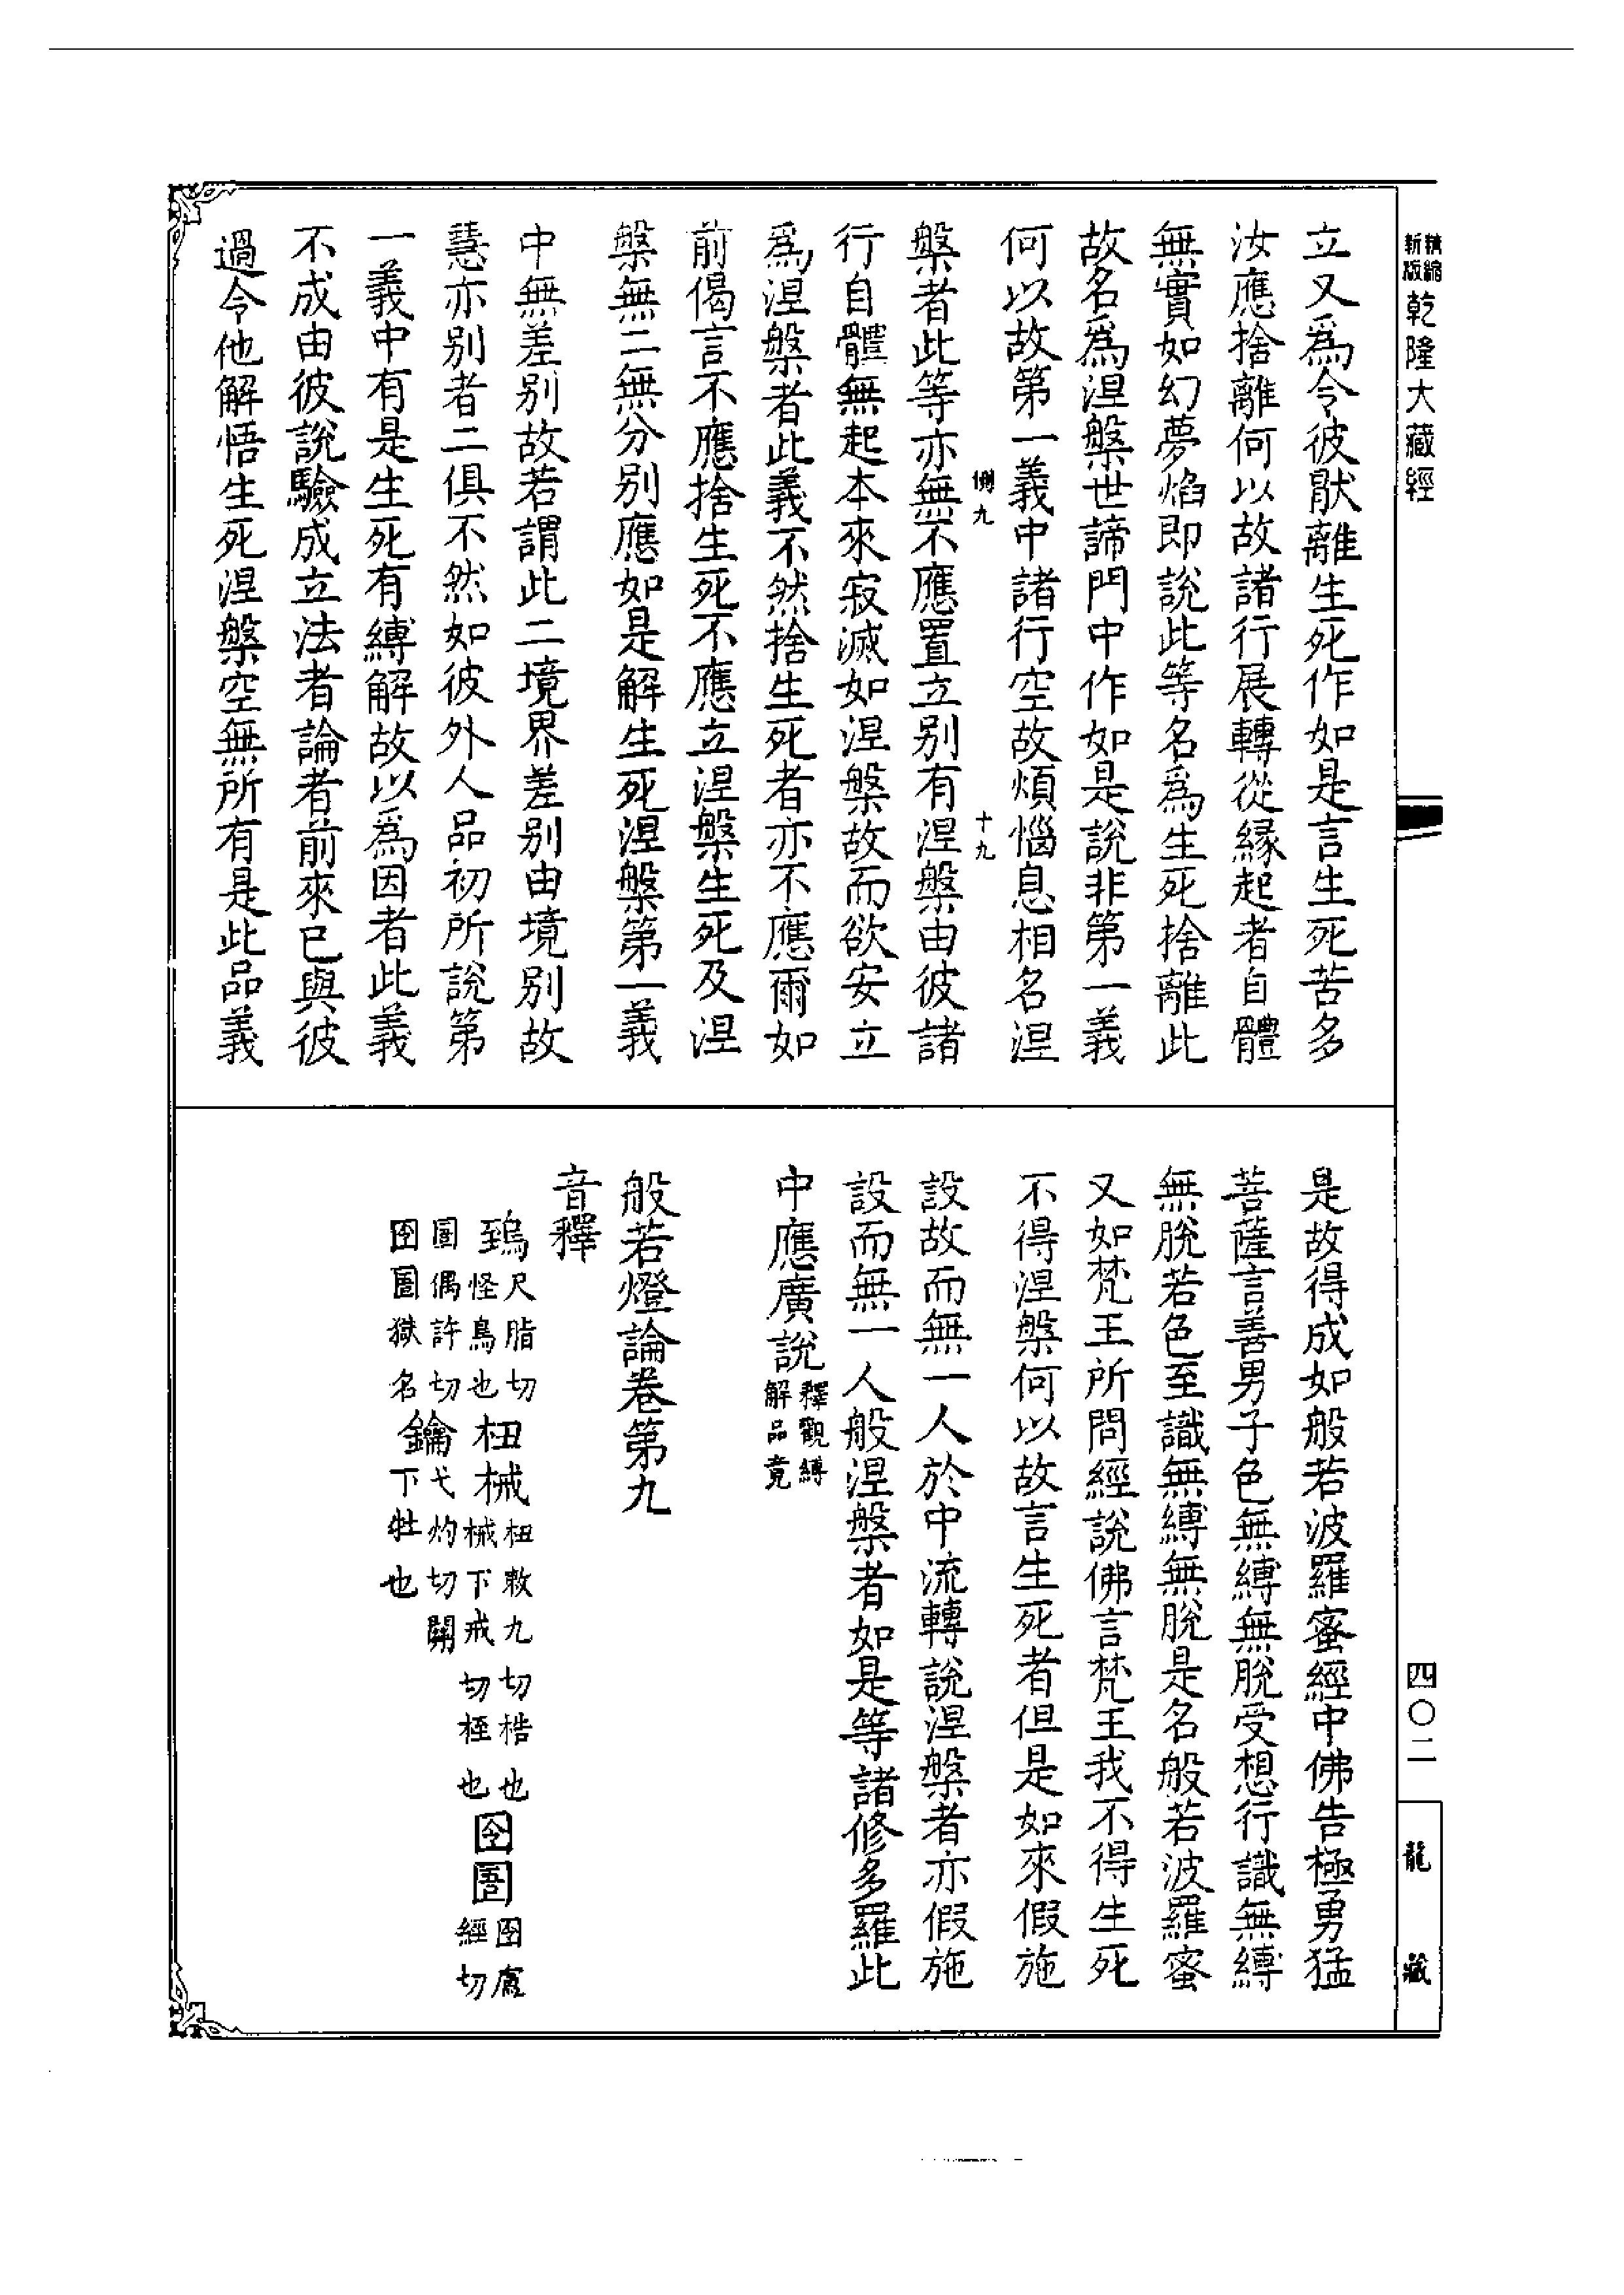 精縮
新版
乾隆大藏經
立又爲令彼猒離生死作如是言生死苦多
汝應捨離何以故諸行展轉從緣起者自體
無實如幻夢焰即說此等名爲生死捨離此
故名爲涅槃世諦門中作如是說非第一義
何以故第一義中諸行空故煩惱息相名涅
側九 十九
槃者此等亦無不應置立別有涅槃由彼諸
行自體無起本來寂滅如涅槃故而欲安立
爲涅槃者此義不然捨生死者亦不應爾如
前偈言不應捨生死不應立涅槃生死及涅
槃無二無分別應如是解生死涅槃第一義
中無差別故若謂此二境界差別由境別故
慧亦別者二俱不然如彼外人品初所說第
一義中有是生死有縛解故以爲因者此義
不成由彼說驗成立法者論者前來已與彼
過令他解悟生死涅槃空無所有是此品義
是故得成如般若波羅蜜經中佛告極勇猛
菩薩言善男子色無縛無脫受想行識無縛
無脫若色至識無縛無脫是名般若波羅蜜
又如梵王所問經說佛言梵王我不得生死
不得涅槃何以故言生死者但是如來假施
設故而無一人於中流轉說涅槃者亦假施
設而無一人般涅槃者如是等諸修多羅此
中應廣說釋觀縛
解品竟
般若燈論卷第九
音釋
鵄尺脂切
怪鳥也
杻械杻敕九切杻也
械下戒切桎也
囹圄囹盧
經切
圄偶許切
囹圄獄名
鑰弋灼切關
下牡也
四〇二
龍藏